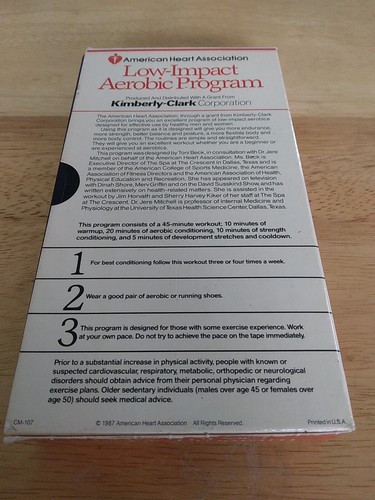 American Heart Association
Low-Impact
Aerobic Program
Produced And Distributed With A Grant From
Kimberly-Clark Corporation
The American Heart Association, through a grant from Kimberly-Clark
Corporation brings you an excellent program of low-impact aerobics
designed for effective use by healthy men and women.
Using this program as it is designed will give you more endurance,
more strength, better balance and posture, a more flexible body and
more body control. The routines are simple and straightforward.
They will give you an excellent workout whether you are a beginner or
are experienced at aerobics.
This program was designed by Toni Beck, in consultation with Dr. Jere
Mitchell on behalf of the American Heart Association. Ms. Beck is
Executive Director of The Spa at The Crescent in Dallas, Texas and is
a member of the American College of Sports Medicine, the American
Association of Fitness Directors and the American Association of Health,
Physical Education and Recreation. She has appeared on television
with Dinah Shore, Merv Griffin and on the David Susskind Show and has
written extensively on health-related matters. She is assisted in the
workout by Jim Horvath and Sherry Harvey Kiker of her staff at The Spa
at The Crescent. Dr. Jere Mitchell is professor of Internal Medicine and
Physiology at the University of Texas Health Science Center, Dallas, Texas.
This program consists of a 45-minute workout; 10 minutes of
warmup, 20 minutes of aerobic conditioning, 10 minutes of strength
conditioning, and 5 minutes of development stretches and cooldown.
1 For best conditioning follow this workout three or four times a week.
2 Wear a good pair of aerobic or running shoes.
3 This program is designed for those with some exercise experience. Work
at your own pace. Do not try to achieve the pace on the tape immediately.
Prior to a substantial increase in physical activity, people with known or
suspected cardiovascular, respiratory, metabolic, orthopedic or neurological
disorders should obtain advice from their personal physician regarding
exercise plans. Older sedentary individuals (males over age 45 or females over
age 50) should seek medical advice.
CM-107 © 1987 American Heart Association All Rights Reserved. Printed in U.S.A.